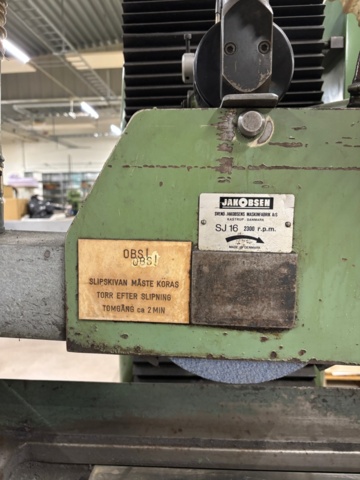 JAKOBSEN
SVEND JAKOBSENS MASKINFABRIK A/S
KASTRUP - DANMARK
SJ 16 2300 r.p.m.
MADE IN DENMARK
OBS!
OBS!
SLIPSKIVAN MÅSTE KÖRAS
TORR EFTER SLIPNING
TOMGÅNG ca 2 MIN